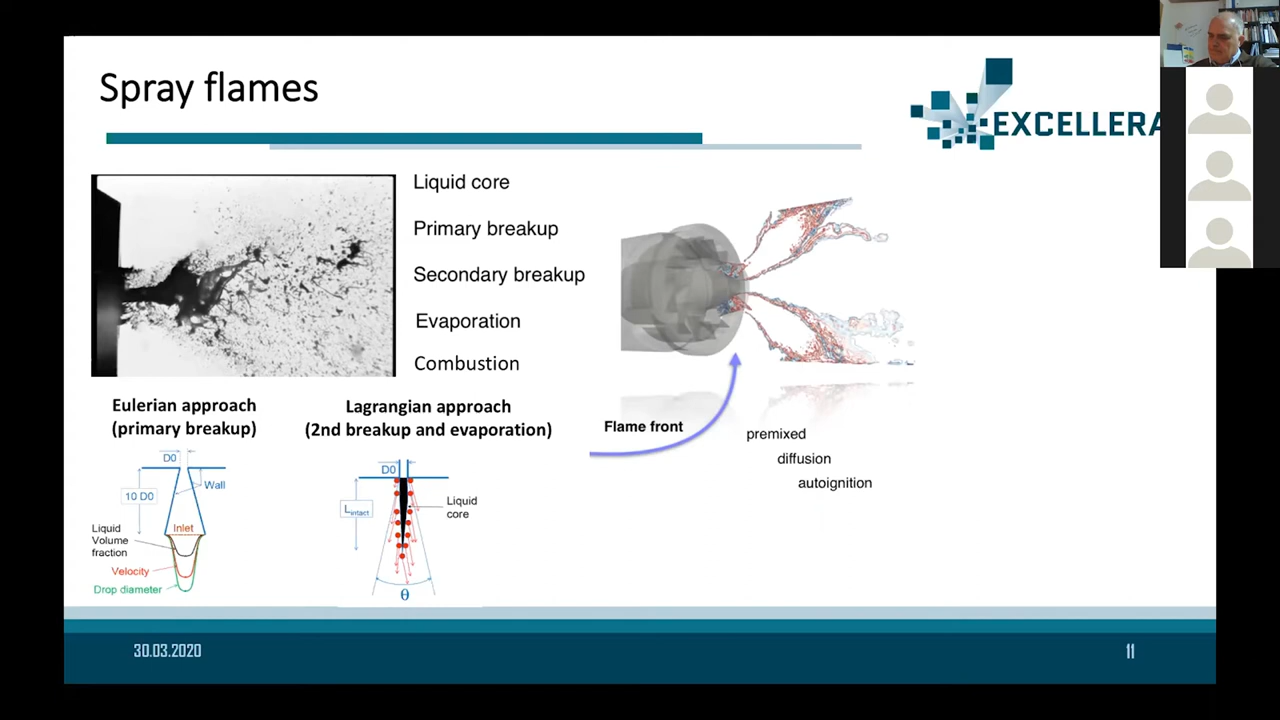 Spray flames
EXCELLERA
Liquid core
Primary breakup
Secondary breakup
Evaporation
Combustion
Eulerian approach
(primary breakup)
D0
10 D0
Wall
Inlet
Liquid
Volume
fraction
Velocity
Drop diameter
Lagrangian approach
(2nd breakup and evaporation)
D0
Lintact
Liquid
core
θ
Flame front
premixed
diffusion
autoignition
30.03.2020
11